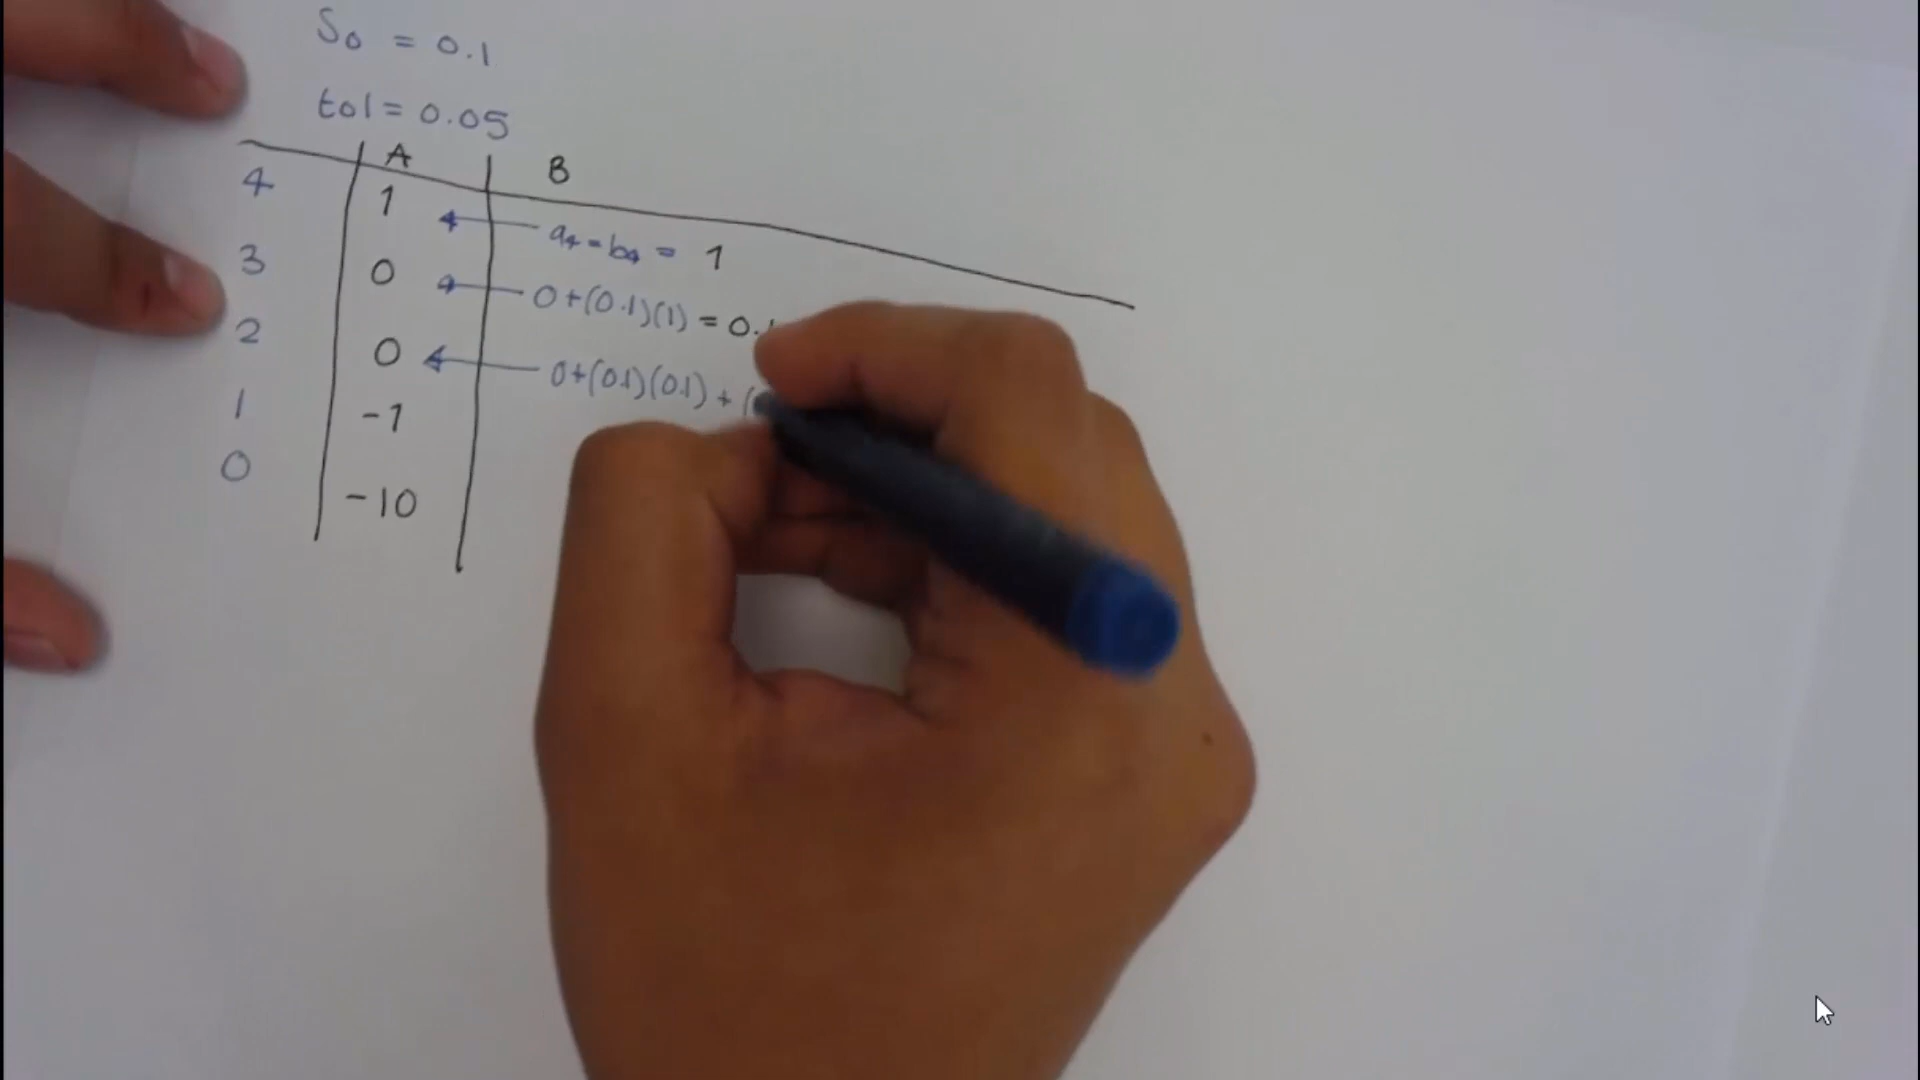 S0 = 0.1
tol = 0.05
A B
4 1 a4 = b4 = 1
3 0 0+(0.1)(1) = 0.1
2 0 0+(0.1)(0.1) + (
1 -1
0 -10